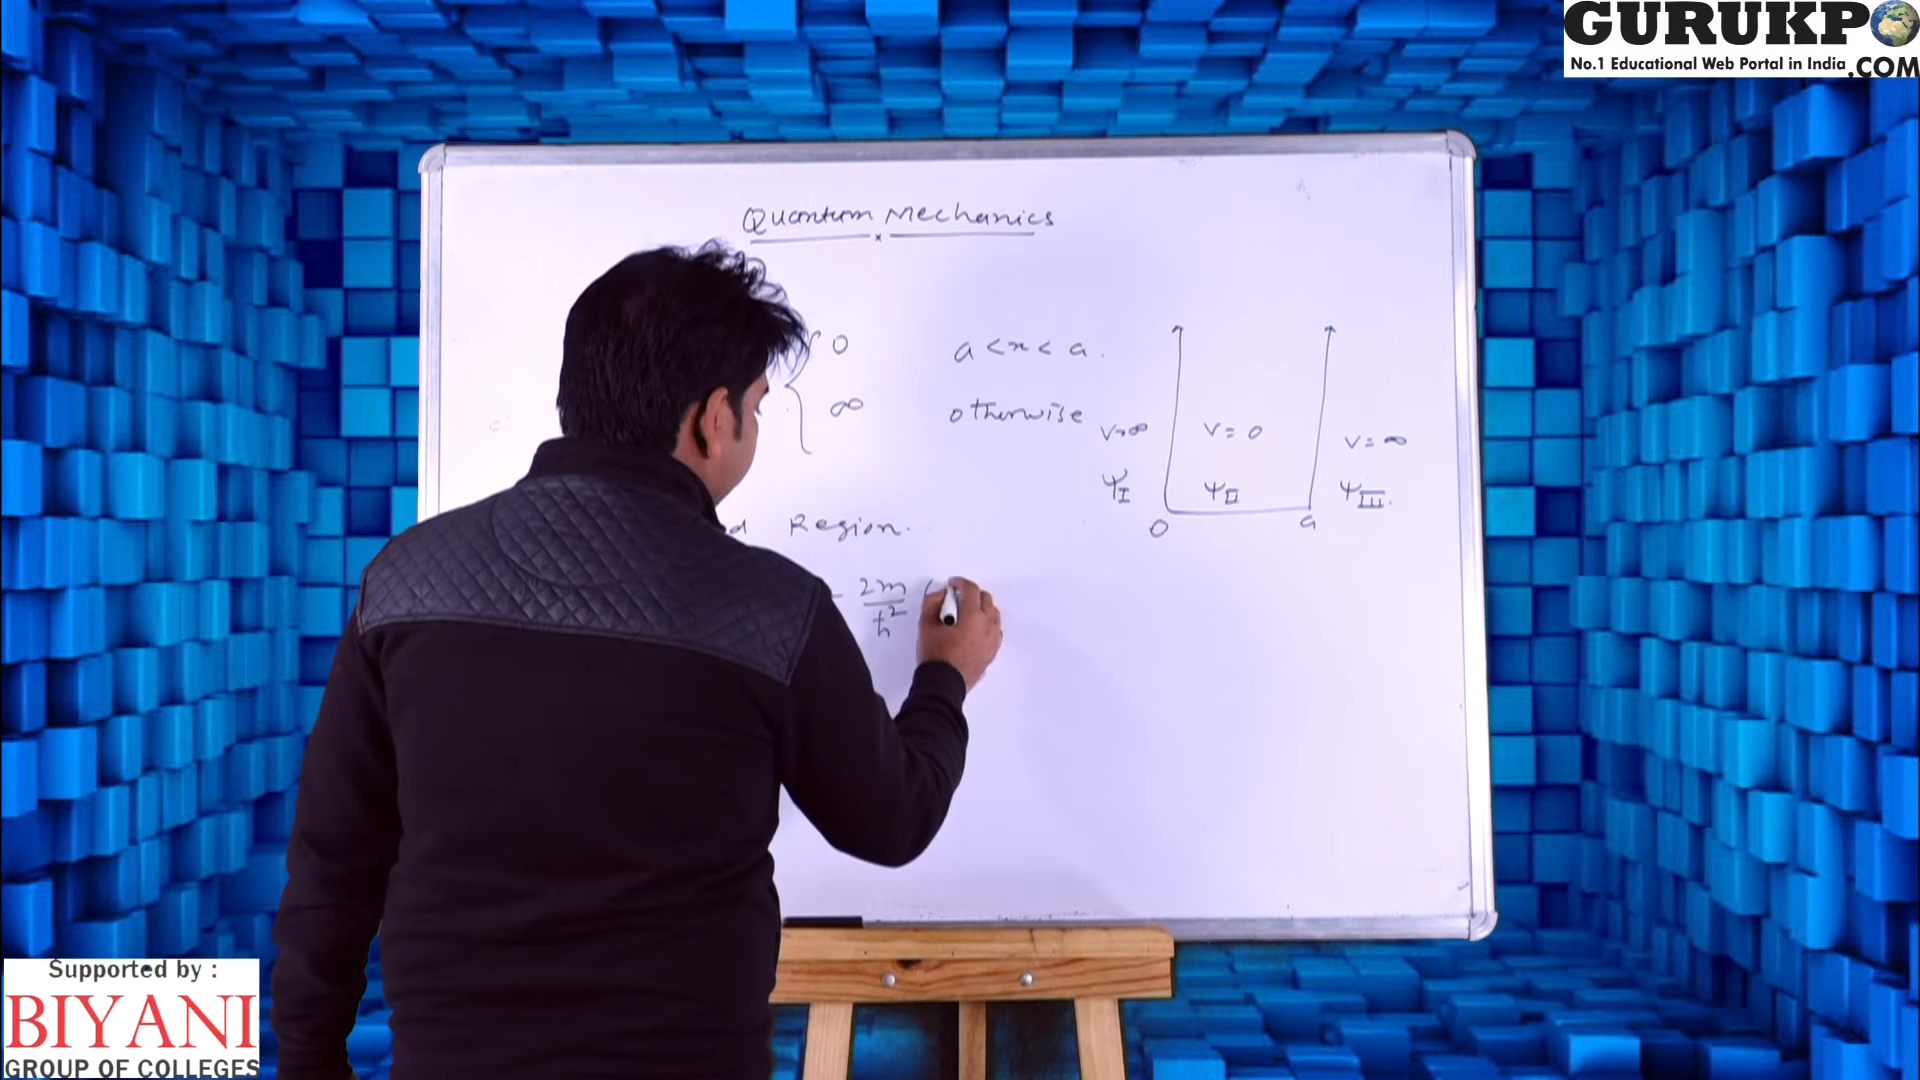 GURUKPO
No.1 Educational Web Portal in India .COM
Quantum Mechanics
0 a < x < a.
∞ otherwise
V=∞ V=0 V=∞
ψI ψII ψIII.
0 a
d Region.
2m
ħ²
Supported by :
BIYANI
GROUP OF COLLEGES